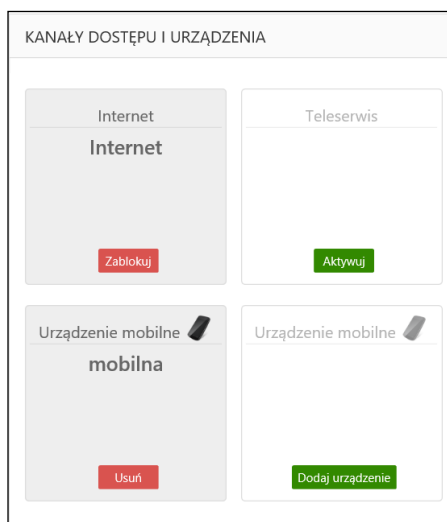 KANAŁY DOSTĘPU I URZĄDZENIA
Internet
Internet
Zablokuj
Teleserwis
Aktywuj
Urządzenie mobilne
mobilna
Usuń
Urządzenie mobilne
Dodaj urządzenie